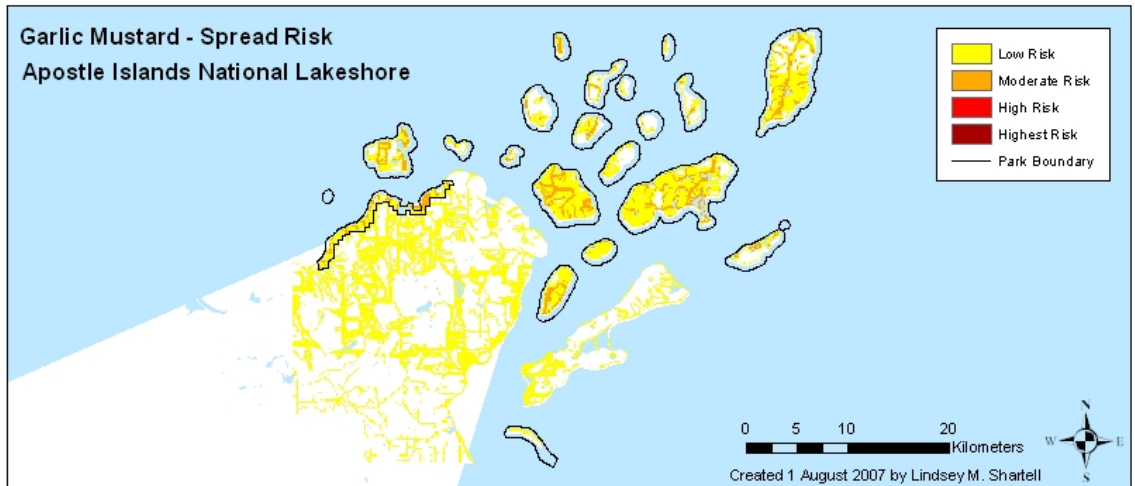 Garlic Mustard - Spread Risk
Apostle Islands National Lakeshore
Low Risk
Moderate Risk
High Risk
Highest Risk
Park Boundary
0 5 10 20
Kilometers
N
W E
S
Created 1 August 2007 by Lindsey M. Shartell